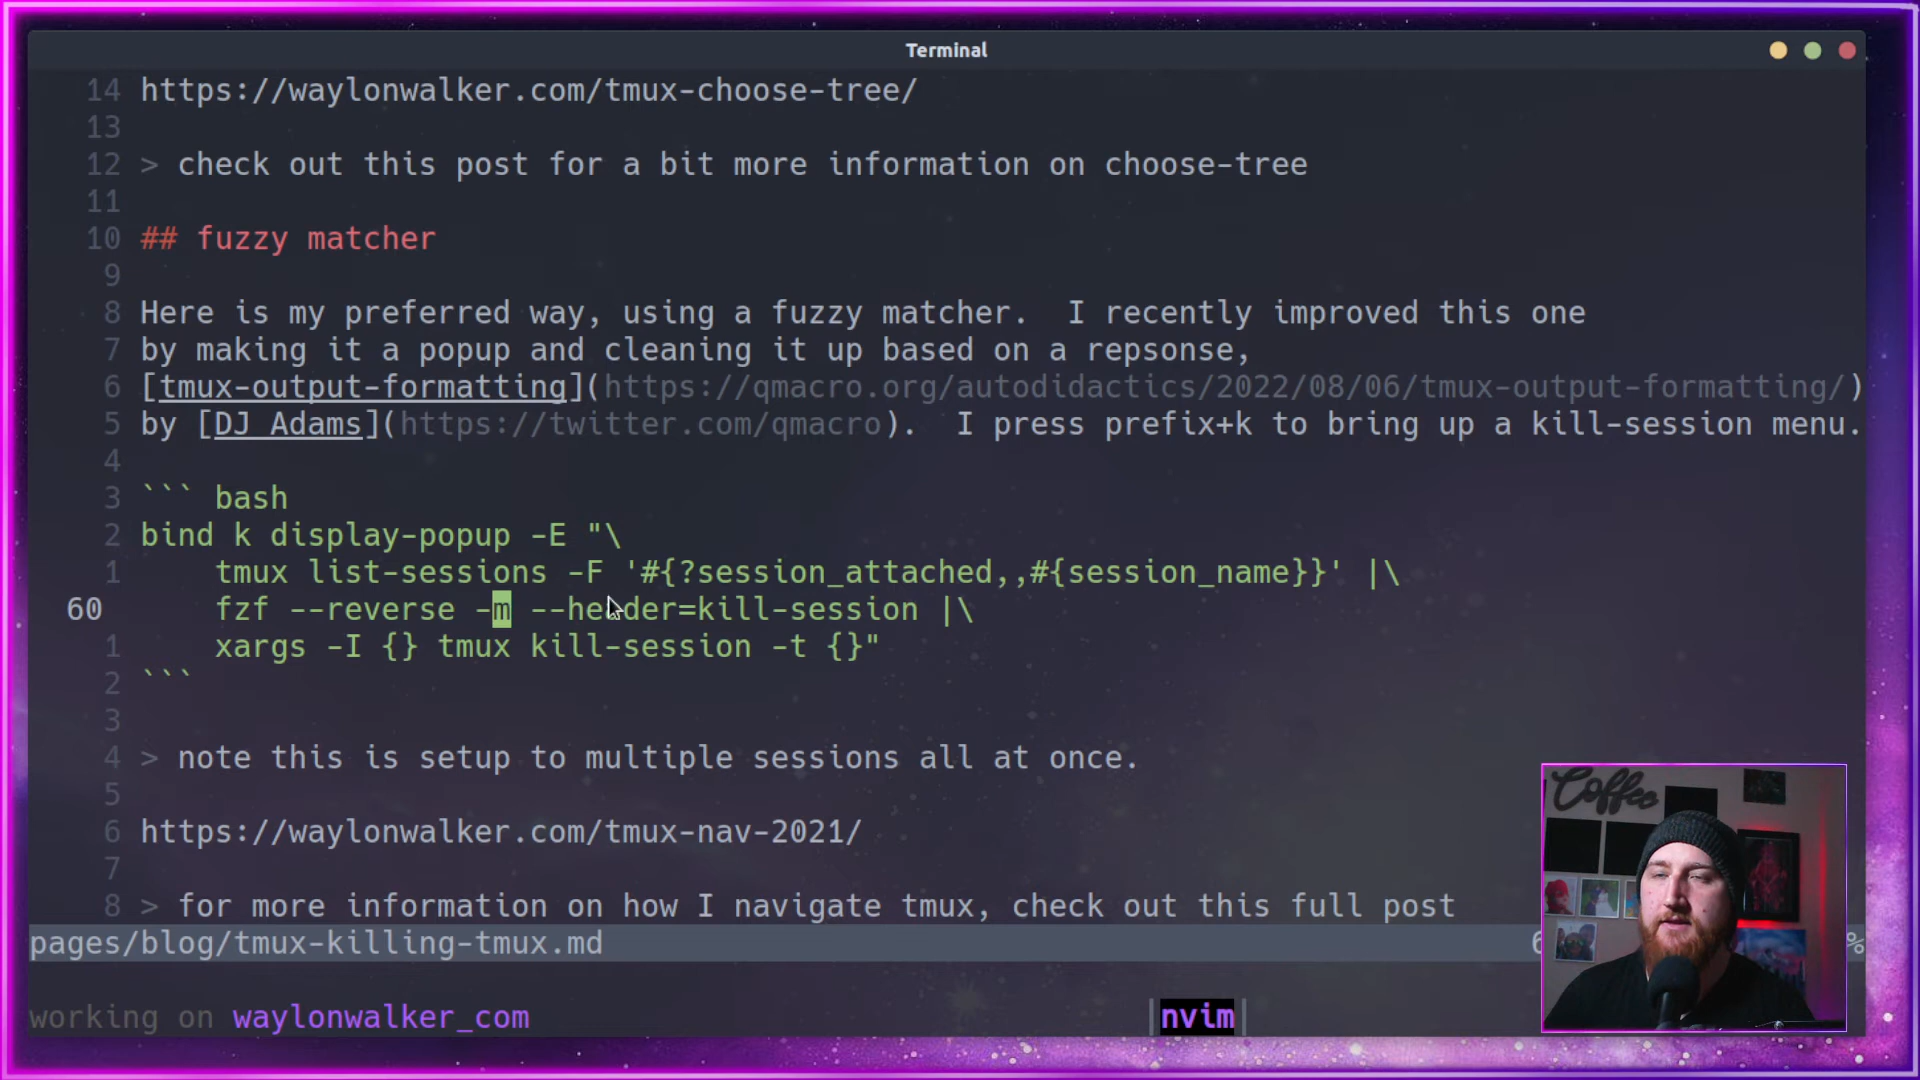 Terminal
14 https://waylonwalker.com/tmux-choose-tree/
13
12 > check out this post for a bit more information on choose-tree
11
10 ## fuzzy matcher
9
8 Here is my preferred way, using a fuzzy matcher.  I recently improved this one
7 by making it a popup and cleaning it up based on a repsonse,
6 [tmux-output-formatting](https://qmacro.org/autodidactics/2022/08/06/tmux-output-formatting/)
5 by [DJ Adams](https://twitter.com/qmacro).  I press prefix+k to bring up a kill-session menu.
4
3 ``` bash
2 bind k display-popup -E "\
1     tmux list-sessions -F '#{?session_attached,,#{session_name}}' |\
60     fzf --reverse -m --header=kill-session |\
1     xargs -I {} tmux kill-session -t {}"
2 ```
3
4 > note this is setup to multiple sessions all at once.
5
6 https://waylonwalker.com/tmux-nav-2021/
7
8 > for more information on how I navigate tmux, check out this full post
pages/blog/tmux-killing-tmux.md
%
working on waylonwalker_com
|nvim|
Coffee